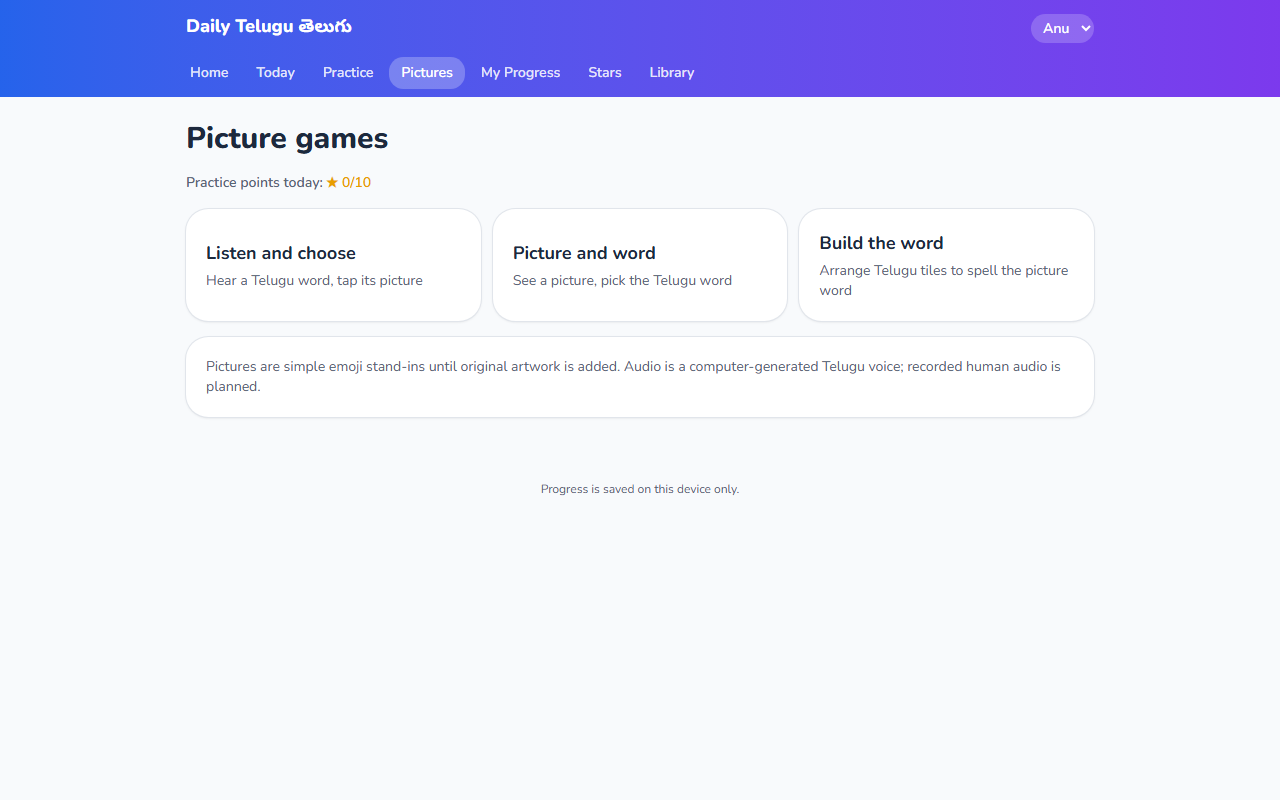 Daily Telugu తెలుగు
Anu
Home
Today
Practice
Pictures
My Progress
Stars
Library
Picture games
Practice points today: ★ 0/10
Listen and choose
Hear a Telugu word, tap its picture
Picture and word
See a picture, pick the Telugu word
Build the word
Arrange Telugu tiles to spell the picture
word
Pictures are simple emoji stand-ins until original artwork is added. Audio is a computer-generated Telugu voice; recorded human audio is
planned.
Progress is saved on this device only.